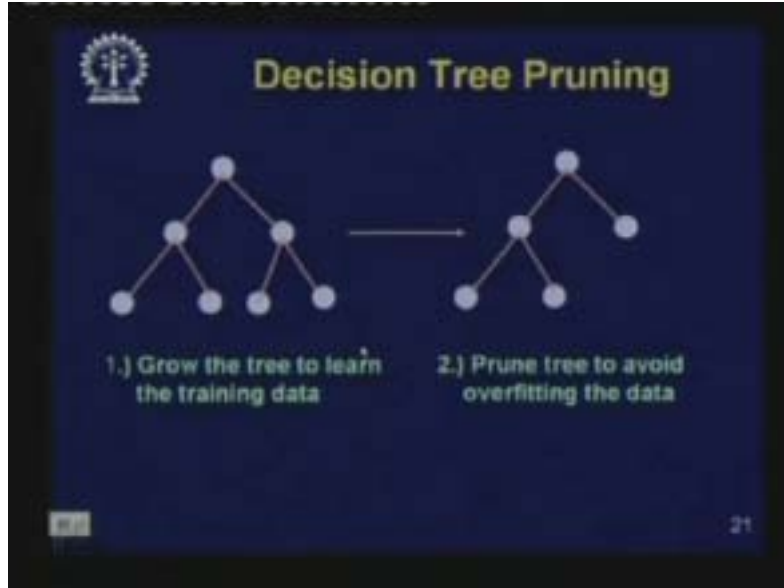 Decision Tree Pruning
1.) Grow the tree to learn
the training data
2.) Prune tree to avoid
overfitting the data
21